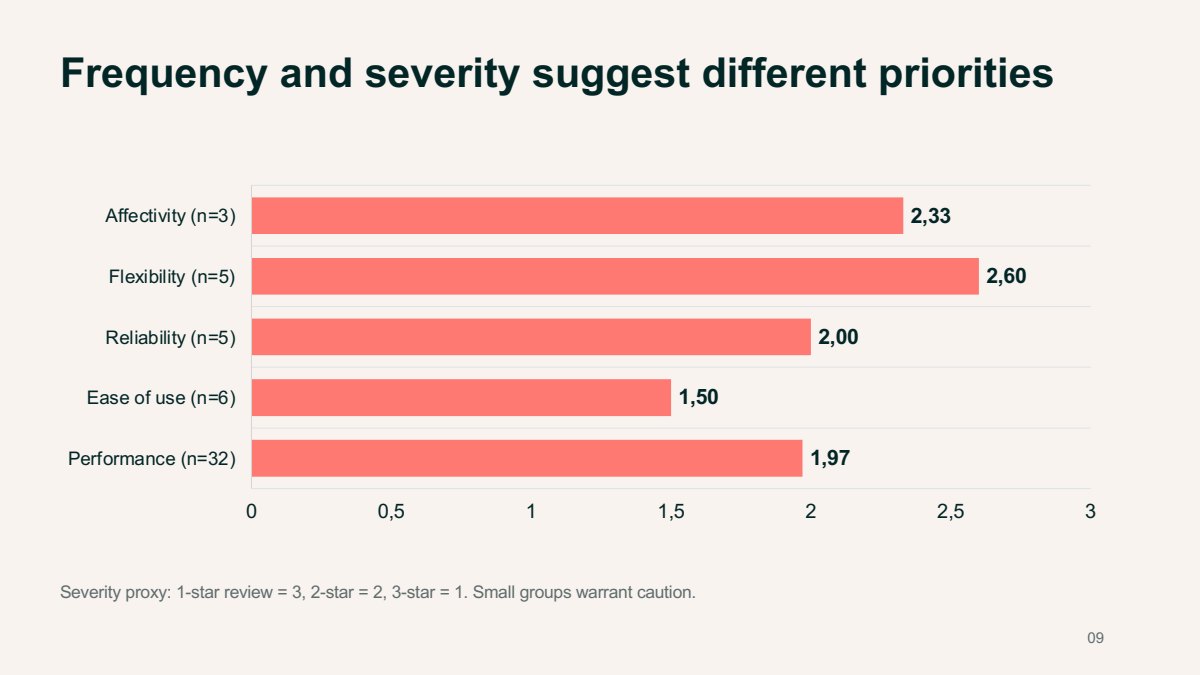 Frequency and severity suggest different priorities
Affectivity (n=3) 2,33
Flexibility (n=5) 2,60
Reliability (n=5) 2,00
Ease of use (n=6) 1,50
Performance (n=32) 1,97
0 0,5 1 1,5 2 2,5 3
Severity proxy: 1-star review = 3, 2-star = 2, 3-star = 1. Small groups warrant caution.
09